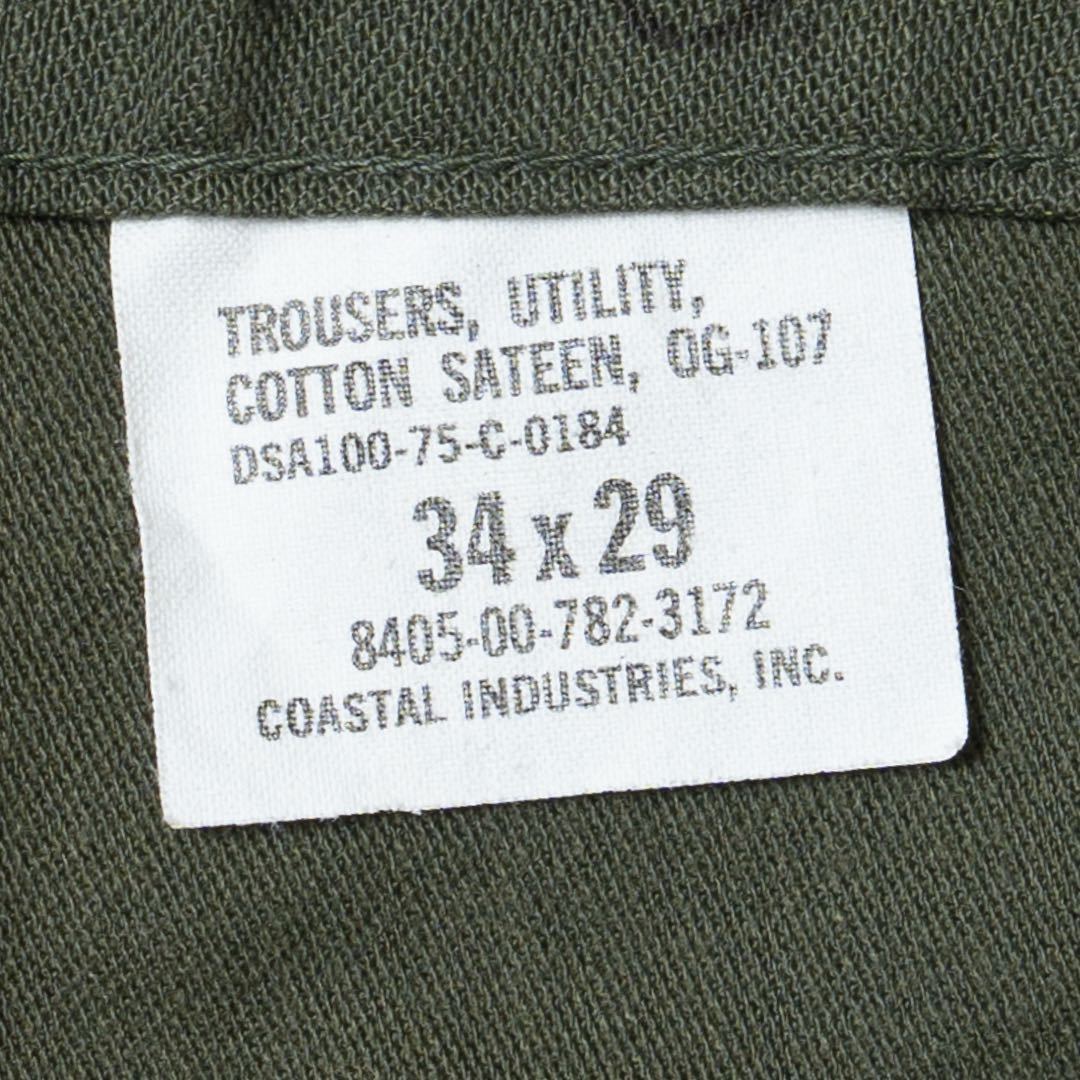 TROUSERS, UTILITY,
COTTON SATEEN, OG-107
DSA100-75-C-0184
34 x 29
8405-00-782-3172
COASTAL INDUSTRIES, INC.